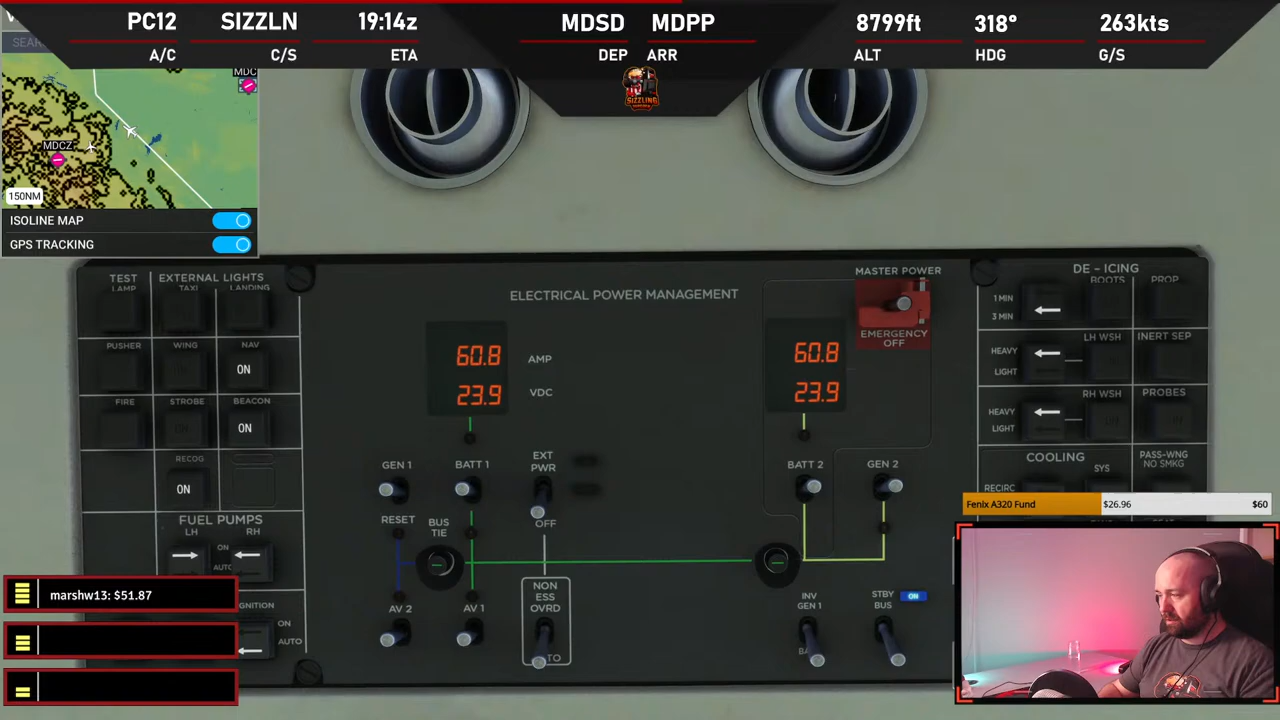 PC12 SIZZLN 19:14z MDSD MDPP 8799ft 318° 263kts
A/C C/S ETA DEP ARR ALT HDG G/S
SIZZLING
MDC
MDCZ
150NM
ISOLINE MAP
GPS TRACKING
TEST EXTERNAL LIGHTS
LAMP TAXI LANDING
PUSHER WING NAV
ON
FIRE STROBE BEACON
ON
RECOG
ON
FUEL PUMPS
LH RH
ON
AUTO
GNITION
ON
AUTO
ELECTRICAL POWER MANAGEMENT
MASTER POWER
EMERGENCY
OFF
60.8 AMP 60.8
23.9 VDC 23.9
GEN 1 BATT 1 EXT PWR BATT 2 GEN 2
OFF
RESET BUS TIE
AV 2 AV 1
NON
ESS
OVRD
TO
INV
GEN 1
BA
STBY
BUS
ON
DE - ICING
BOOTS PROP
1 MIN
3 MIN
LH WSH INERT SEP
HEAVY
LIGHT
RH WSH PROBES
HEAVY
LIGHT
COOLING PASS-WNG
NO SMKG
SYS
RECIRC
Fenix A320 Fund $26.96 $60
marshw13: $51.87